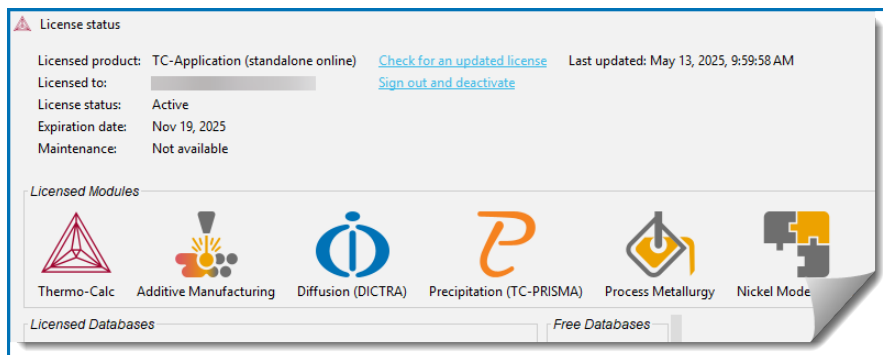 License status
Licensed product: TC-Application (standalone online) Check for an updated license Last updated: May 13, 2025, 9:59:58 AM
Licensed to: Sign out and deactivate
License status: Active
Expiration date: Nov 19, 2025
Maintenance: Not available
Licensed Modules
Thermo-Calc Additive Manufacturing Diffusion (DICTRA) Precipitation (TC-PRISMA) Process Metallurgy Nickel Mode
Licensed Databases Free Databases